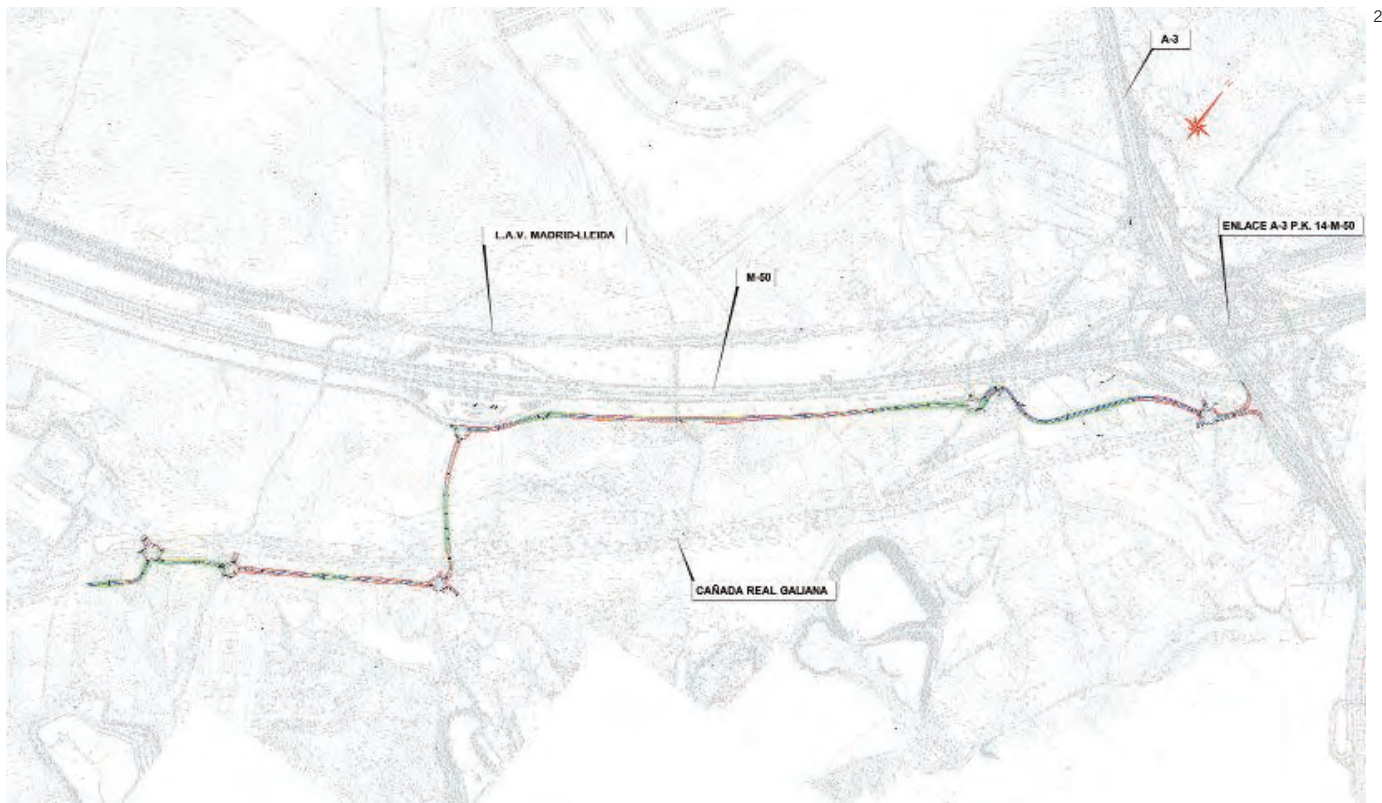 2
A-3
ENLACE A-3 P.K. 14-M-50
L.A.V. MADRID-LLEIDA
M-50
CAÑADA REAL GALIANA